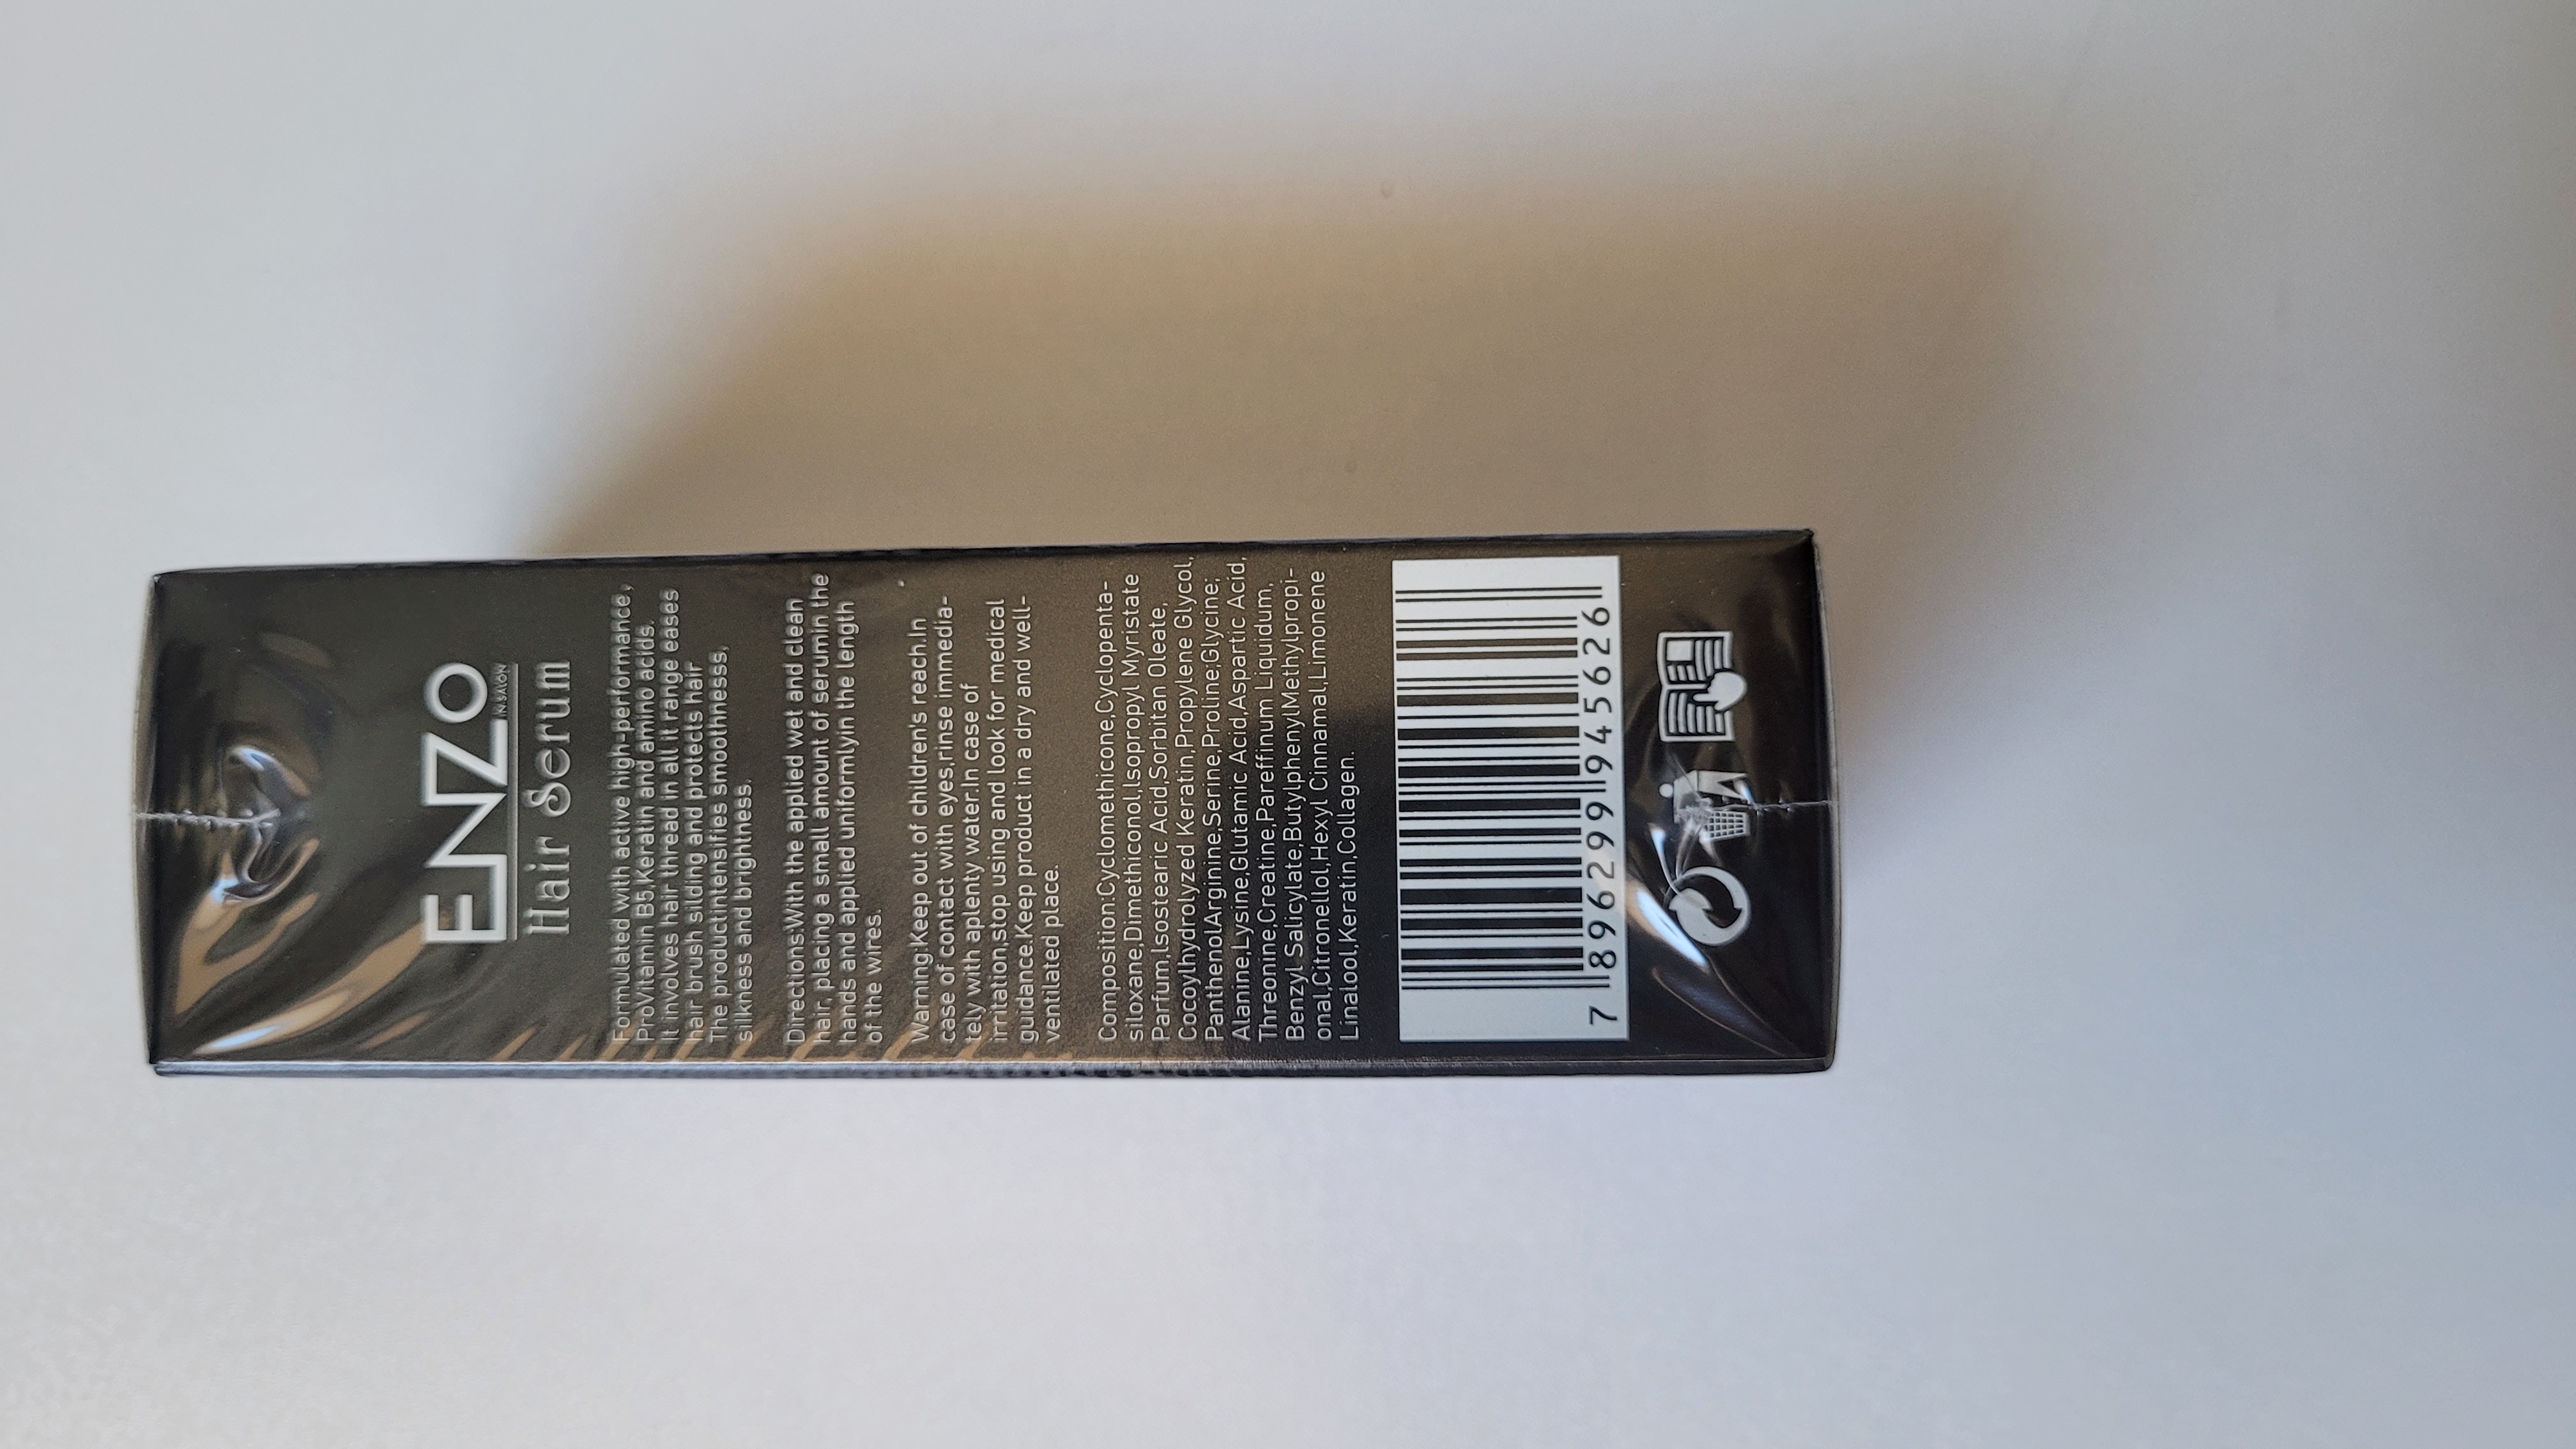 ENZO
IN SALON
Hair Serum
Formulated with active high-performance,
ProVitamin B5,Keratin and amino acids.
It involves hair thread in all it range eases
hair brush silding and protects hair
The productintensifies smoothness,
silkness and brightness.
Directions:With the applied wet and clean
hair, placing a small amount of serumin the
hands and applied uniformlyin the length
of the wires.
Warning:Keep out of children's reach.In
case of contact with eyes,rinse immedia-
tely with aplenty water.In case of
irritation,stop using and look for medical
guidance.Keep product in a dry and well-
ventilated place.
Composition:Cyclomethicone,Cyclopenta-
siloxane,Dimethiconol,Isopropyl Myristate
Parfum,Isostearic Acid,Sorbitan Oleate,
Cocoylhydrolyzed Keratin,Propylene Glycol,
PanthenolArginine,Serine,Proline;Glycine;
Alanine,Lysine,Glutamic Acid,Aspartic Acid,
Threonine,Creatine,Pareffinum Liquidum,
Benzyl Salicylate,ButylphenylMethylpropi-
onal,Citronellol,Hexyl Cinnamal,Limonene
Linalool,Keratin,Collagen.
7 896299 945626